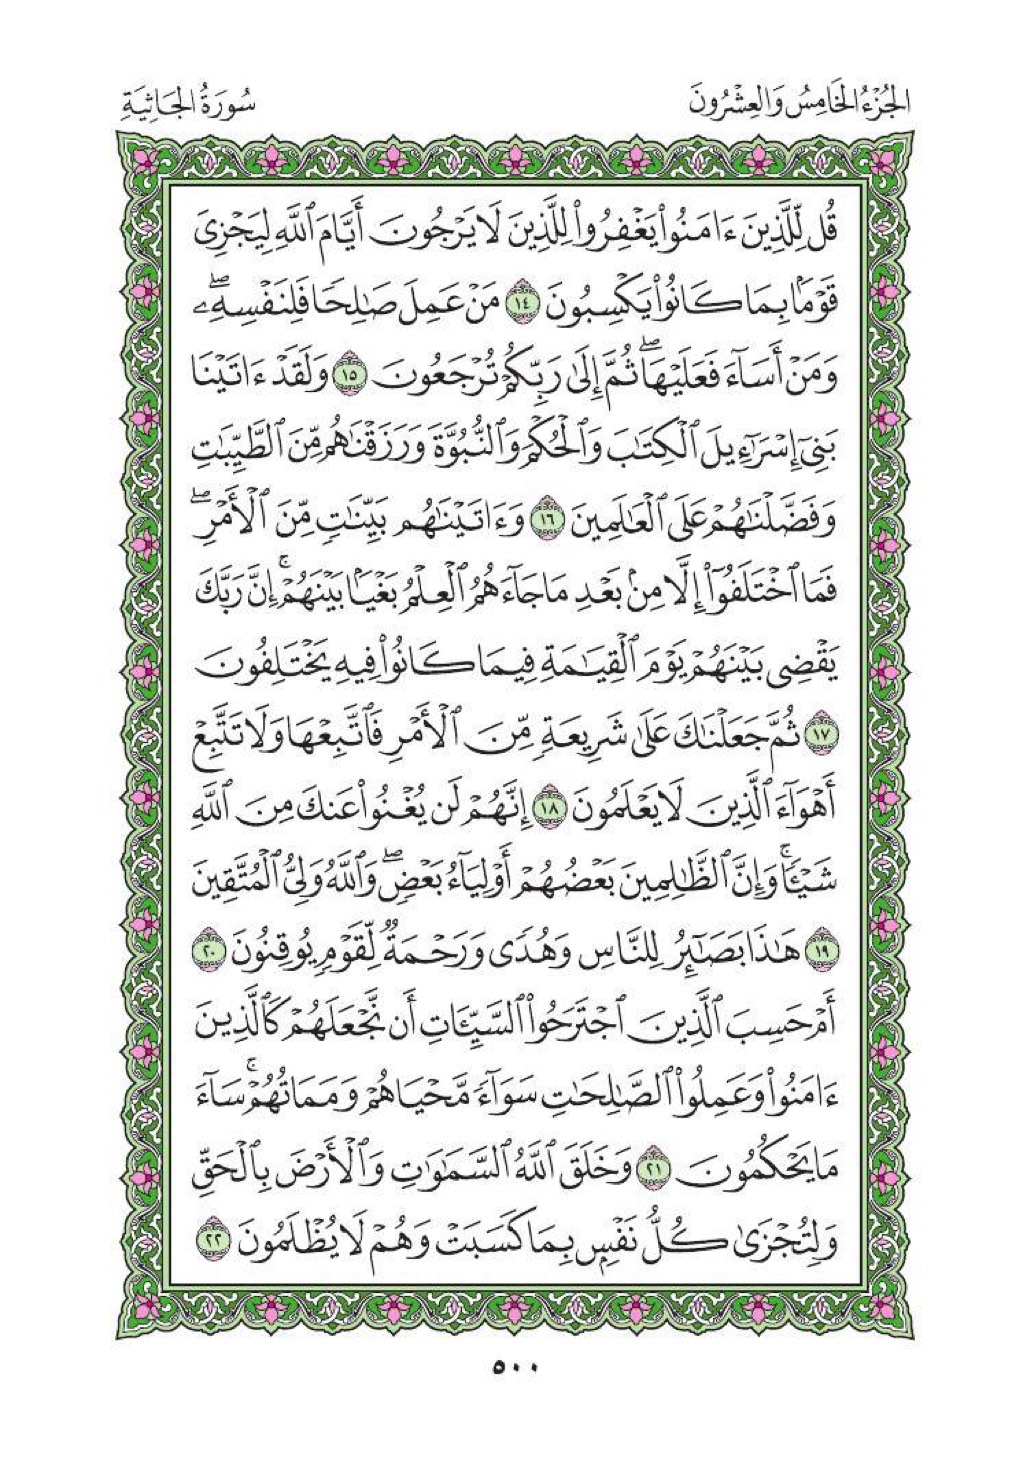 الجُزْءُ الخَامِسُ وَالعِشْرُونَ
سُورَةُ الجَاثِيَةِ
قُل لِّلَّذِينَ ءَامَنُوا۟ يَغْفِرُوا۟ لِلَّذِينَ لَا يَرْجُونَ أَيَّامَ ٱللَّهِ لِيَجْزِىَ
قَوْمًۢا بِمَا كَانُوا۟ يَكْسِبُونَ ١٤ مَنْ عَمِلَ صَٰلِحًا فَلِنَفْسِهِۦ ۖ
وَمَنْ أَسَآءَ فَعَلَيْهَا ۖ ثُمَّ إِلَىٰ رَبِّكُمْ تُرْجَعُونَ ١٥ وَلَقَدْ ءَاتَيْنَا
بَنِىٓ إِسْرَٰٓءِيلَ ٱلْكِتَٰبَ وَٱلْحُكْمَ وَٱلنُّبُوَّةَ وَرَزَقْنَٰهُم مِّنَ ٱلطَّيِّبَٰتِ
وَفَضَّلْنَٰهُمْ عَلَى ٱلْعَٰلَمِينَ ١٦ وَءَاتَيْنَٰهُم بَيِّنَٰتٍ مِّنَ ٱلْأَمْرِ ۖ
فَمَا ٱخْتَلَفُوٓا۟ إِلَّا مِنۢ بَعْدِ مَا جَآءَهُمُ ٱلْعِلْمُ بَغْيًۢا بَيْنَهُمْ ۚ إِنَّ رَبَّكَ
يَقْضِى بَيْنَهُمْ يَوْمَ ٱلْقِيَٰمَةِ فِيمَا كَانُوا۟ فِيهِ يَخْتَلِفُونَ
١٧ ثُمَّ جَعَلْنَٰكَ عَلَىٰ شَرِيعَةٍ مِّنَ ٱلْأَمْرِ فَٱتَّبِعْهَا وَلَا تَتَّبِعْ
أَهْوَآءَ ٱلَّذِينَ لَا يَعْلَمُونَ ١٨ إِنَّهُمْ لَن يُغْنُوا۟ عَنكَ مِنَ ٱللَّهِ
شَيْـًٔا ۚ وَإِنَّ ٱلظَّٰلِمِينَ بَعْضُهُمْ أَوْلِيَآءُ بَعْضٍ ۖ وَٱللَّهُ وَلِىُّ ٱلْمُتَّقِينَ
١٩ هَٰذَا بَصَٰٓئِرُ لِلنَّاسِ وَهُدًى وَرَحْمَةٌ لِّقَوْمٍ يُوقِنُونَ ٢٠
أَمْ حَسِبَ ٱلَّذِينَ ٱجْتَرَحُوا۟ ٱلسَّيِّـَٔاتِ أَن نَّجْعَلَهُمْ كَٱلَّذِينَ
ءَامَنُوا۟ وَعَمِلُوا۟ ٱلصَّٰلِحَٰتِ سَوَآءً مَّحْيَاهُمْ وَمَمَاتُهُمْ ۚ سَآءَ
مَا يَحْكُمُونَ ٢١ وَخَلَقَ ٱللَّهُ ٱلسَّمَٰوَٰتِ وَٱلْأَرْضَ بِٱلْحَقِّ
وَلِتُجْزَىٰ كُلُّ نَفْسٍۭ بِمَا كَسَبَتْ وَهُمْ لَا يُظْلَمُونَ ٢٢
٥٠٠